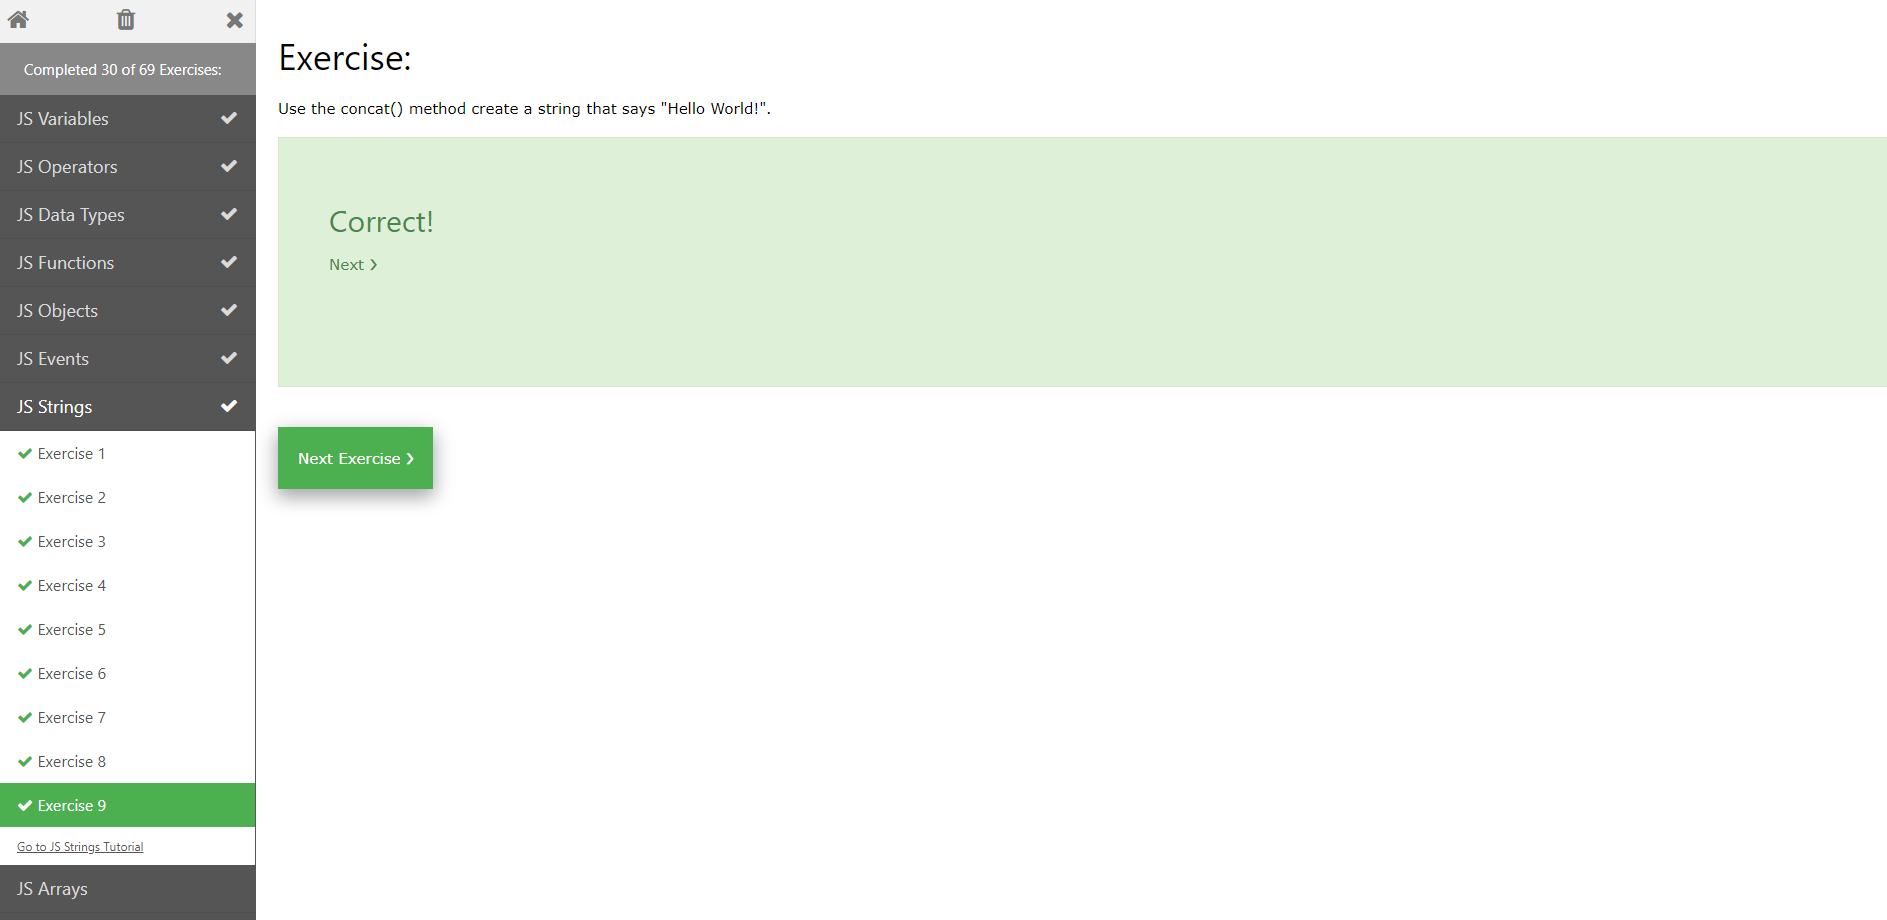 Completed 30 of 69 Exercises:
JS Variables
JS Operators
JS Data Types
JS Functions
JS Objects
JS Events
JS Strings
Exercise 1
Exercise 2
Exercise 3
Exercise 4
Exercise 5
Exercise 6
Exercise 7
Exercise 8
Exercise 9
Go to JS Strings Tutorial
JS Arrays
Exercise:
Use the concat() method create a string that says "Hello World!".
Correct!
Next ❯
Next Exercise ❯